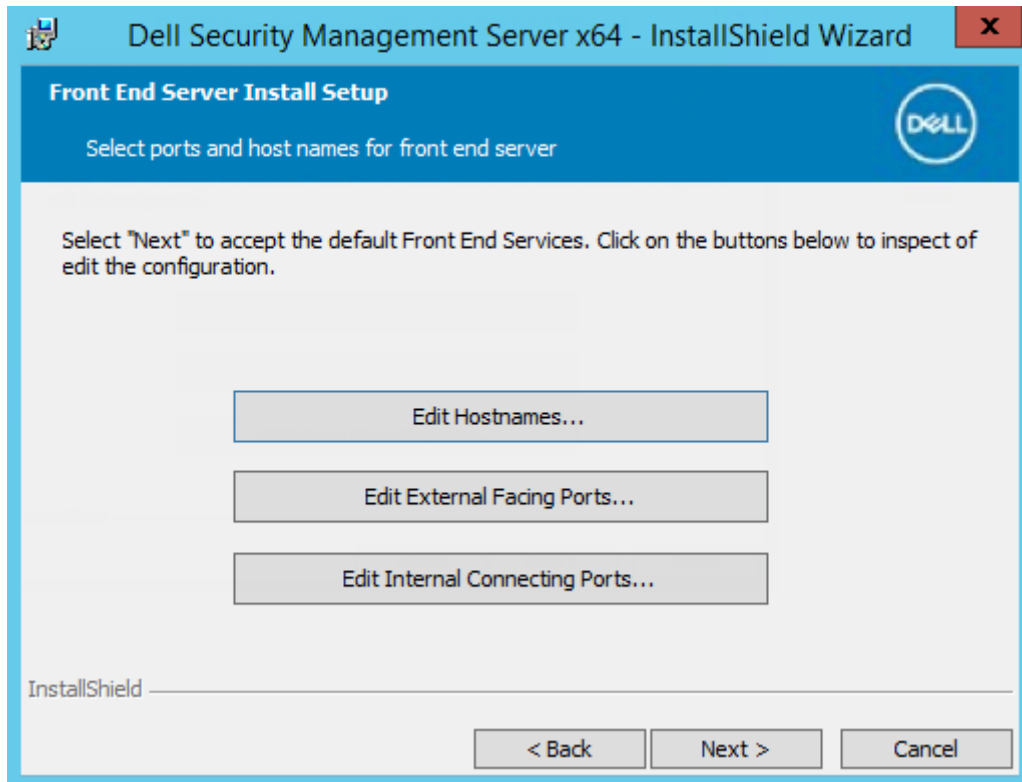 Dell Security Management Server x64 - InstallShield Wizard
x
Front End Server Install Setup
DELL
Select ports and host names for front end server
Select "Next" to accept the default Front End Services. Click on the buttons below to inspect of
edit the configuration.
Edit Hostnames...
Edit External Facing Ports...
Edit Internal Connecting Ports...
InstallShield
< Back
Next >
Cancel